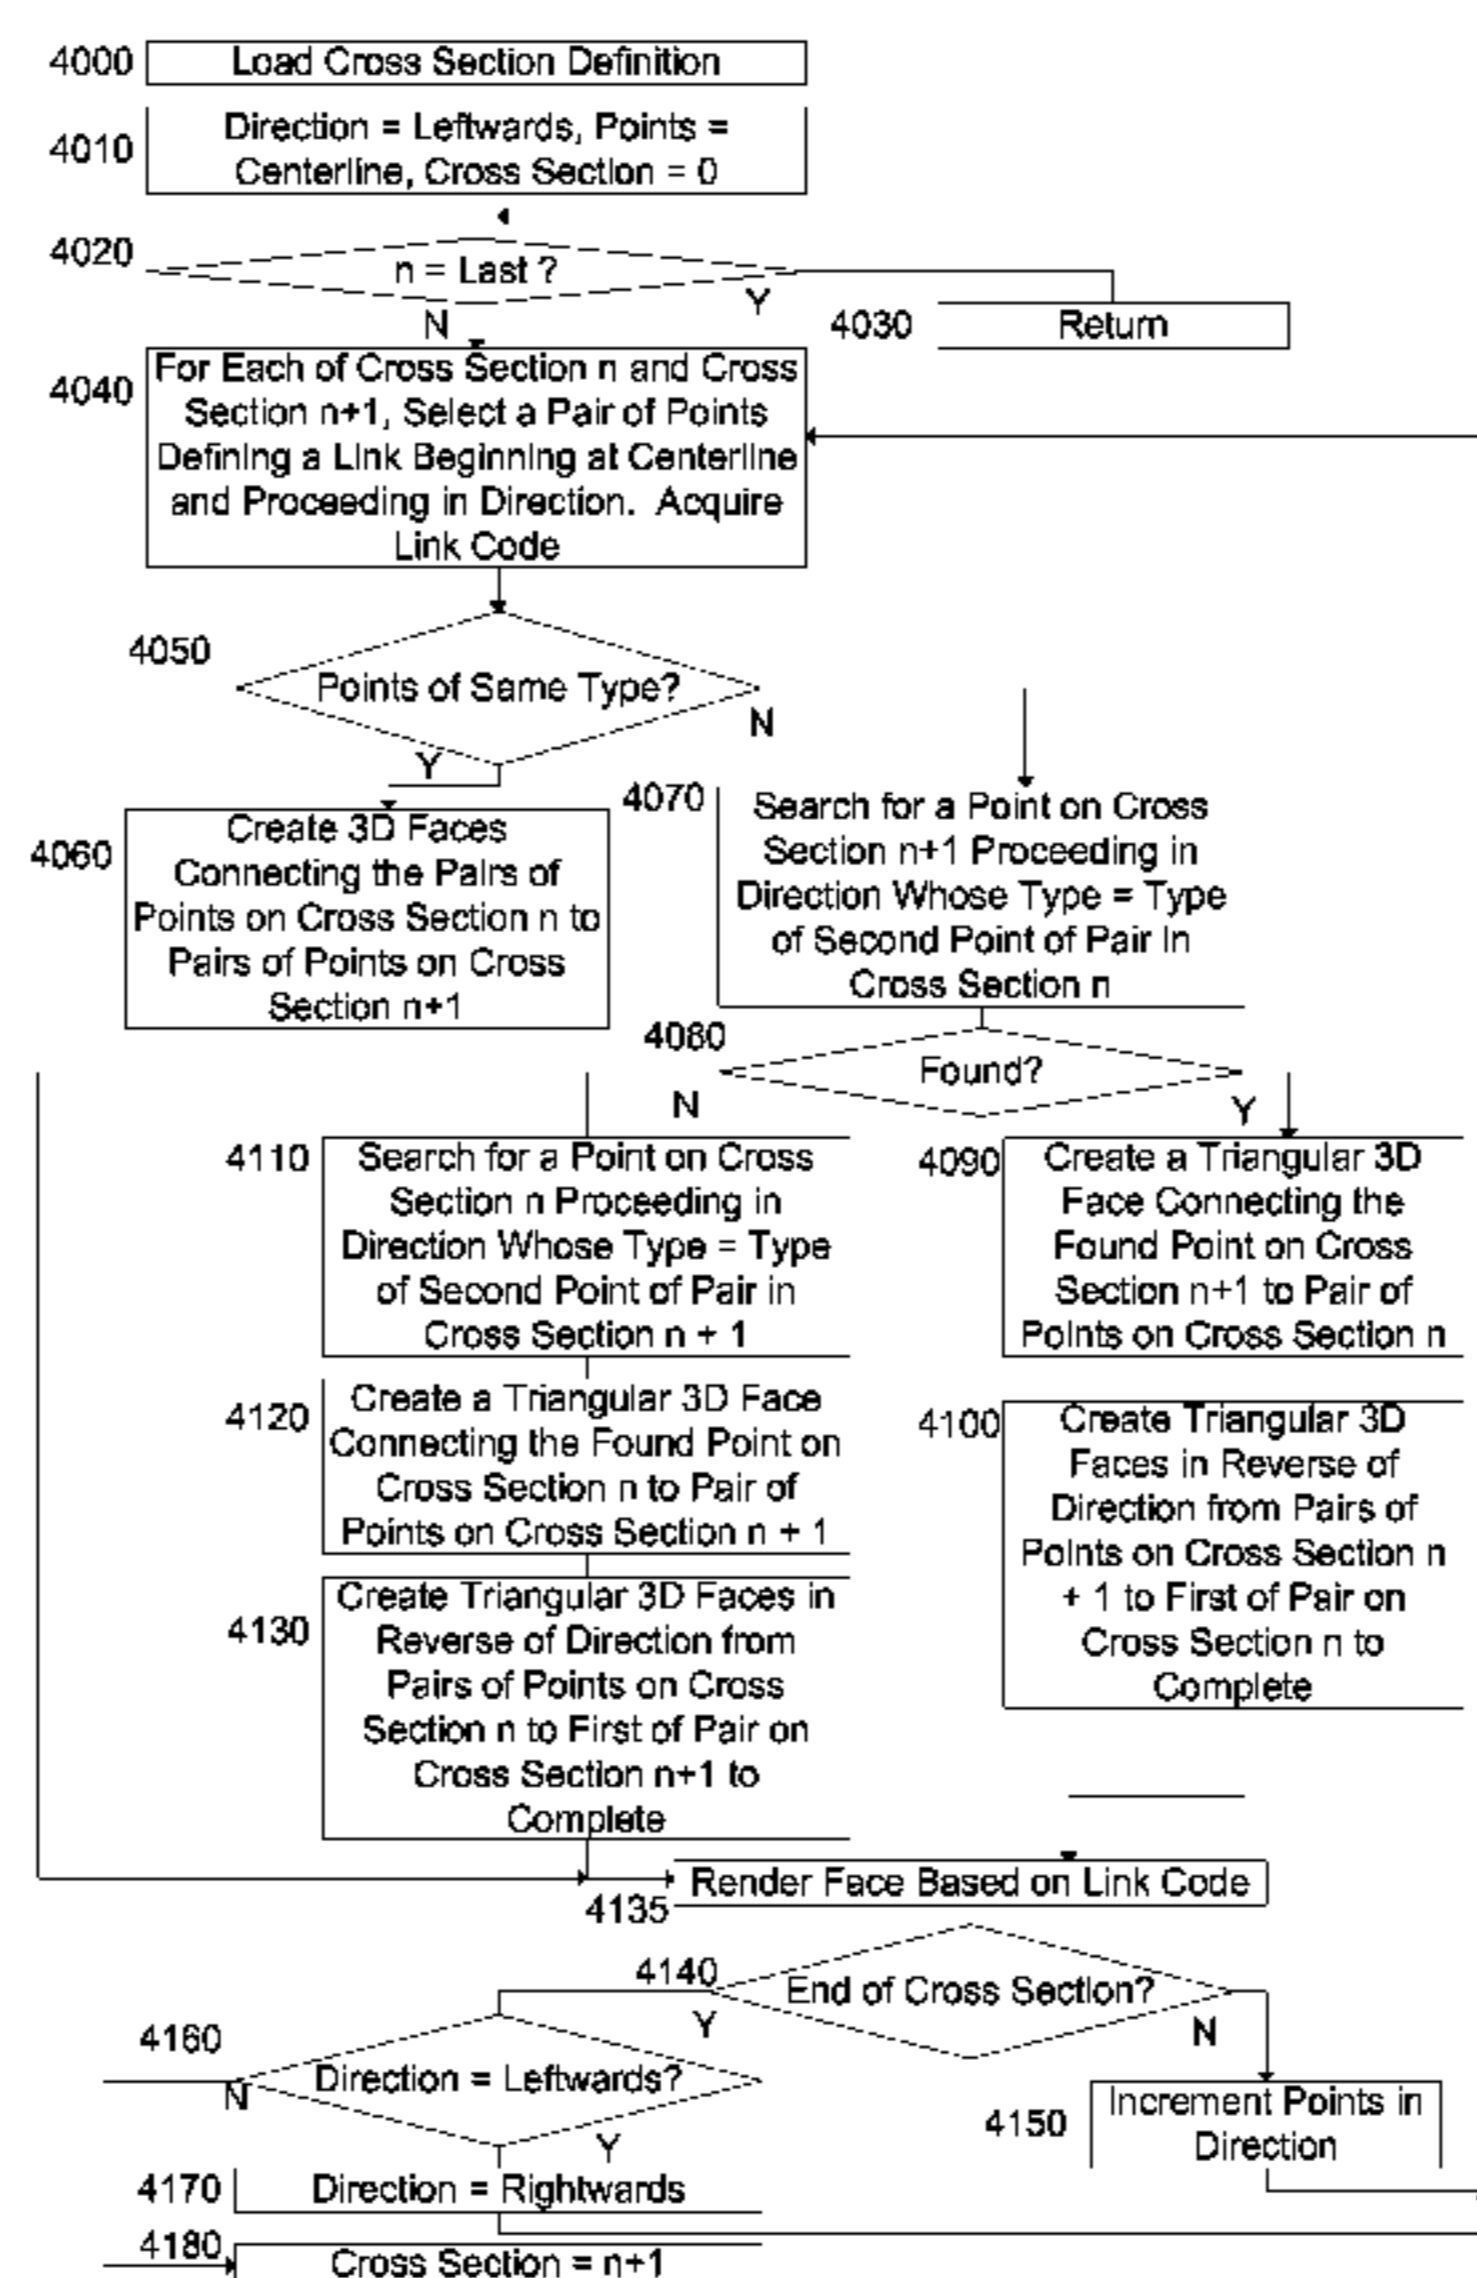 4000
Load Cross Section Definition
4010
Direction = Leftwards, Points =
Centerline, Cross Section = 0
4020
n = Last ?
Y
N
4030
Return
4040
For Each of Cross Section n and Cross
Section n+1, Select a Pair of Points
Defining a Link Beginning at Centerline
and Proceeding in Direction. Acquire
Link Code
4050
Points of Same Type?
N
Y
4060
Create 3D Faces
Connecting the Pairs of
Points on Cross Section n to
Pairs of Points on Cross
Section n+1
4070
Search for a Point on Cross
Section n+1 Proceeding in
Direction Whose Type = Type
of Second Point of Pair in
Cross Section n
4080
Found?
N
Y
4110
Search for a Point on Cross
Section n Proceeding in
Direction Whose Type = Type
of Second Point of Pair in
Cross Section n + 1
4090
Create a Triangular 3D
Face Connecting the
Found Point on Cross
Section n+1 to Pair of
Points on Cross Section n
4120
Create a Triangular 3D Face
Connecting the Found Point on
Cross Section n to Pair of
Points on Cross Section n + 1
4100
Create Triangular 3D
Faces in Reverse of
Direction from Pairs of
Points on Cross Section n
+ 1 to First of Pair on
Cross Section n to
Complete
4130
Create Triangular 3D Faces in
Reverse of Direction from
Pairs of Points on Cross
Section n to First of Pair on
Cross Section n+1 to
Complete
4135
Render Face Based on Link Code
4140
End of Cross Section?
Y
N
4160
Direction = Leftwards?
N
Y
4150
Increment Points in
Direction
4170
Direction = Rightwards
4180
Cross Section = n+1